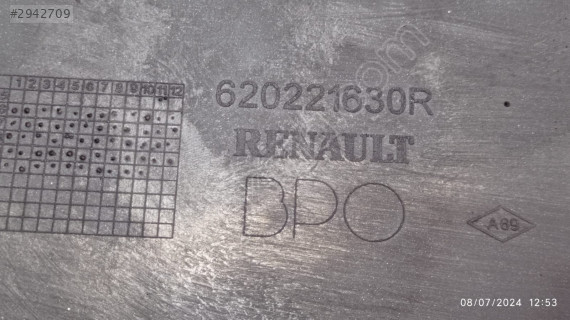 #2942709
1 2 3 4 5 6 7 8 9 10 11 12
620221630R
RENAULT
BPO
A89
08/07/2024 12:53